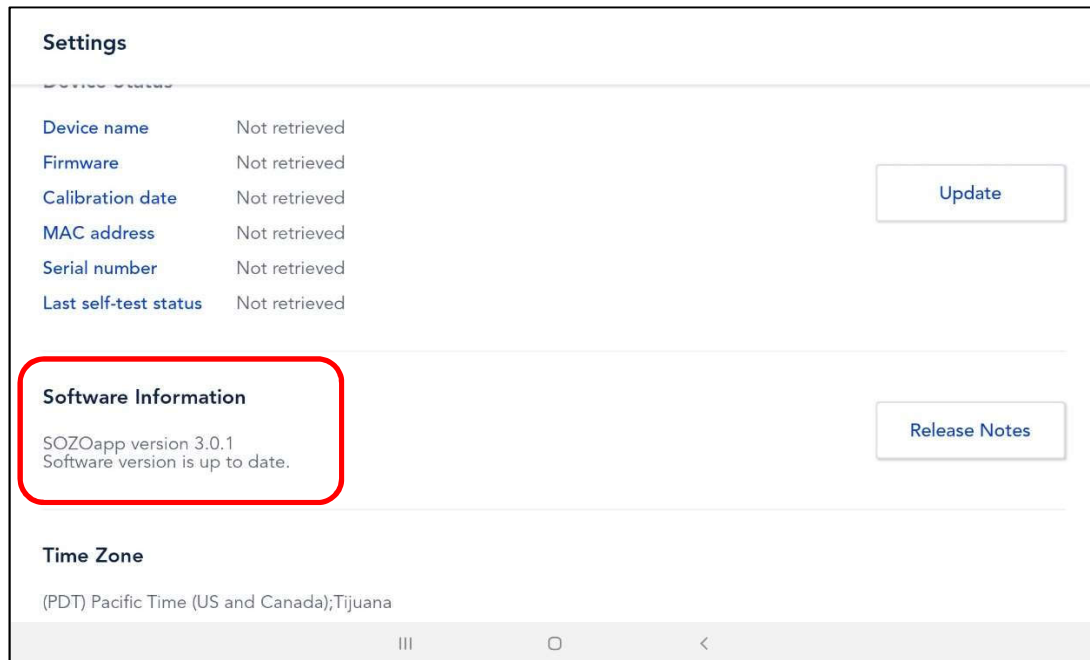 Settings
Device Status
Device name Not retrieved
Firmware Not retrieved
Update
Calibration date Not retrieved
MAC address Not retrieved
Serial number Not retrieved
Last self-test status Not retrieved
Software Information
Release Notes
SOZOapp version 3.0.1
Software version is up to date.
Time Zone
(PDT) Pacific Time (US and Canada);Tijuana